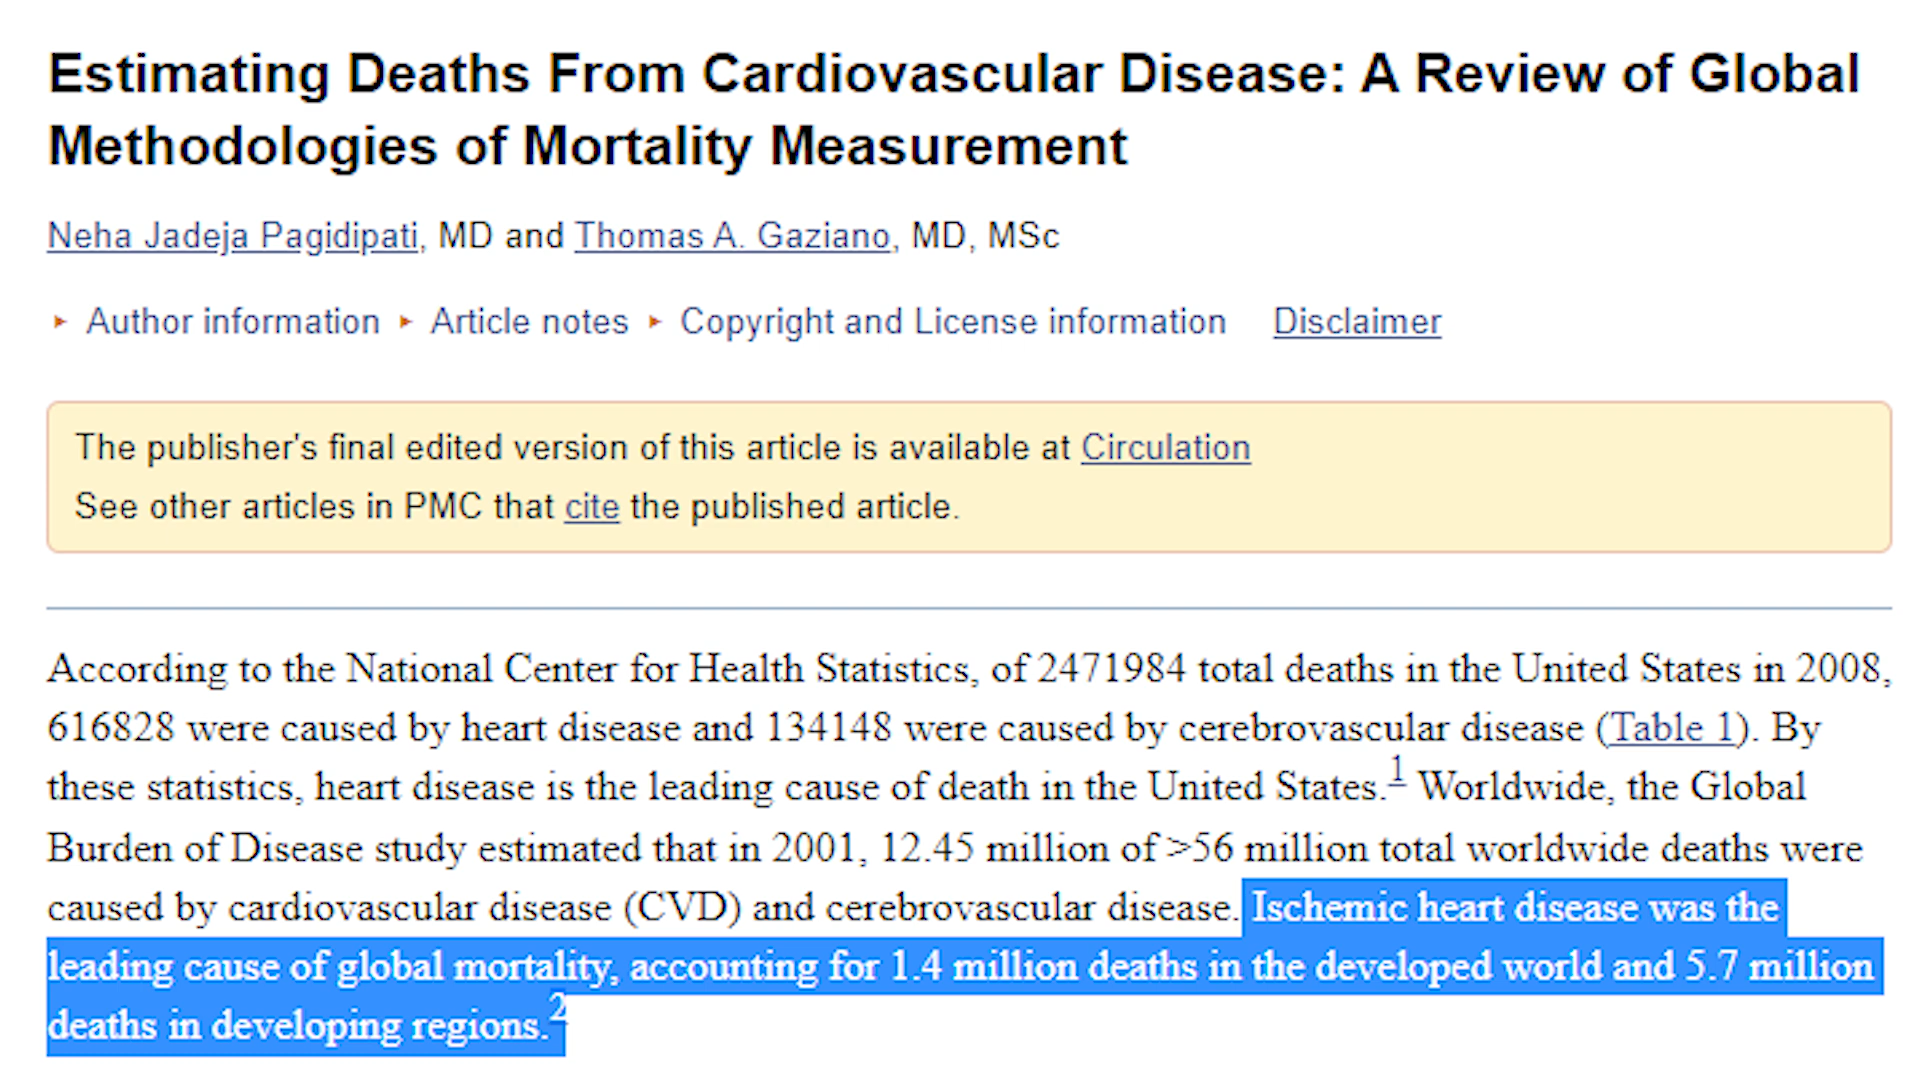 Estimating Deaths From Cardiovascular Disease: A Review of Global
Methodologies of Mortality Measurement
Neha Jadeja Pagidipati, MD and Thomas A. Gaziano, MD, MSc
▸ Author information ▸ Article notes ▸ Copyright and License information Disclaimer
The publisher's final edited version of this article is available at Circulation
See other articles in PMC that cite the published article.
According to the National Center for Health Statistics, of 2471984 total deaths in the United States in 2008,
616828 were caused by heart disease and 134148 were caused by cerebrovascular disease (Table 1). By
these statistics, heart disease is the leading cause of death in the United States.1 Worldwide, the Global
Burden of Disease study estimated that in 2001, 12.45 million of >56 million total worldwide deaths were
caused by cardiovascular disease (CVD) and cerebrovascular disease. Ischemic heart disease was the
leading cause of global mortality, accounting for 1.4 million deaths in the developed world and 5.7 million
deaths in developing regions.2